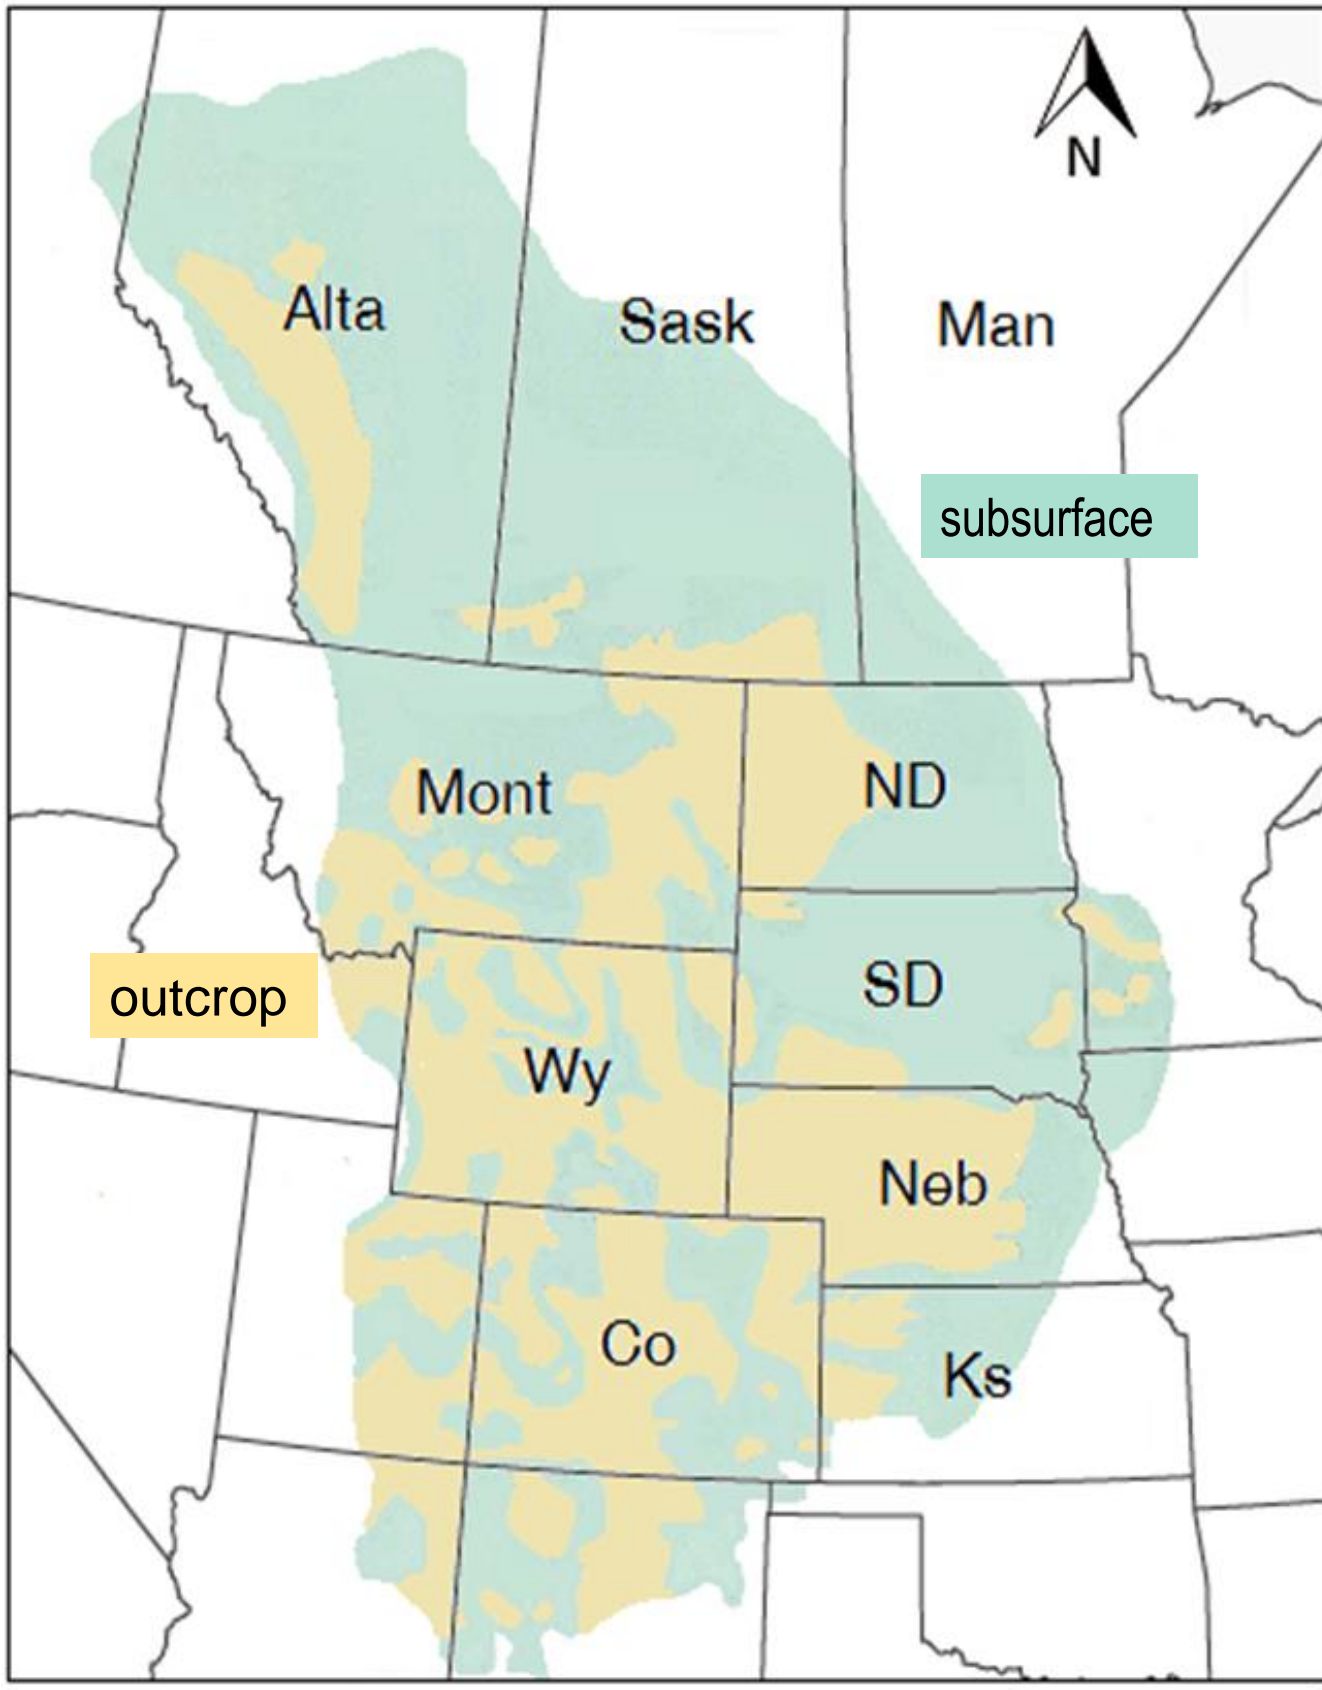 N
Alta
Sask
Man
subsurface
Mont
ND
outcrop
SD
Wy
Neb
Co
Ks